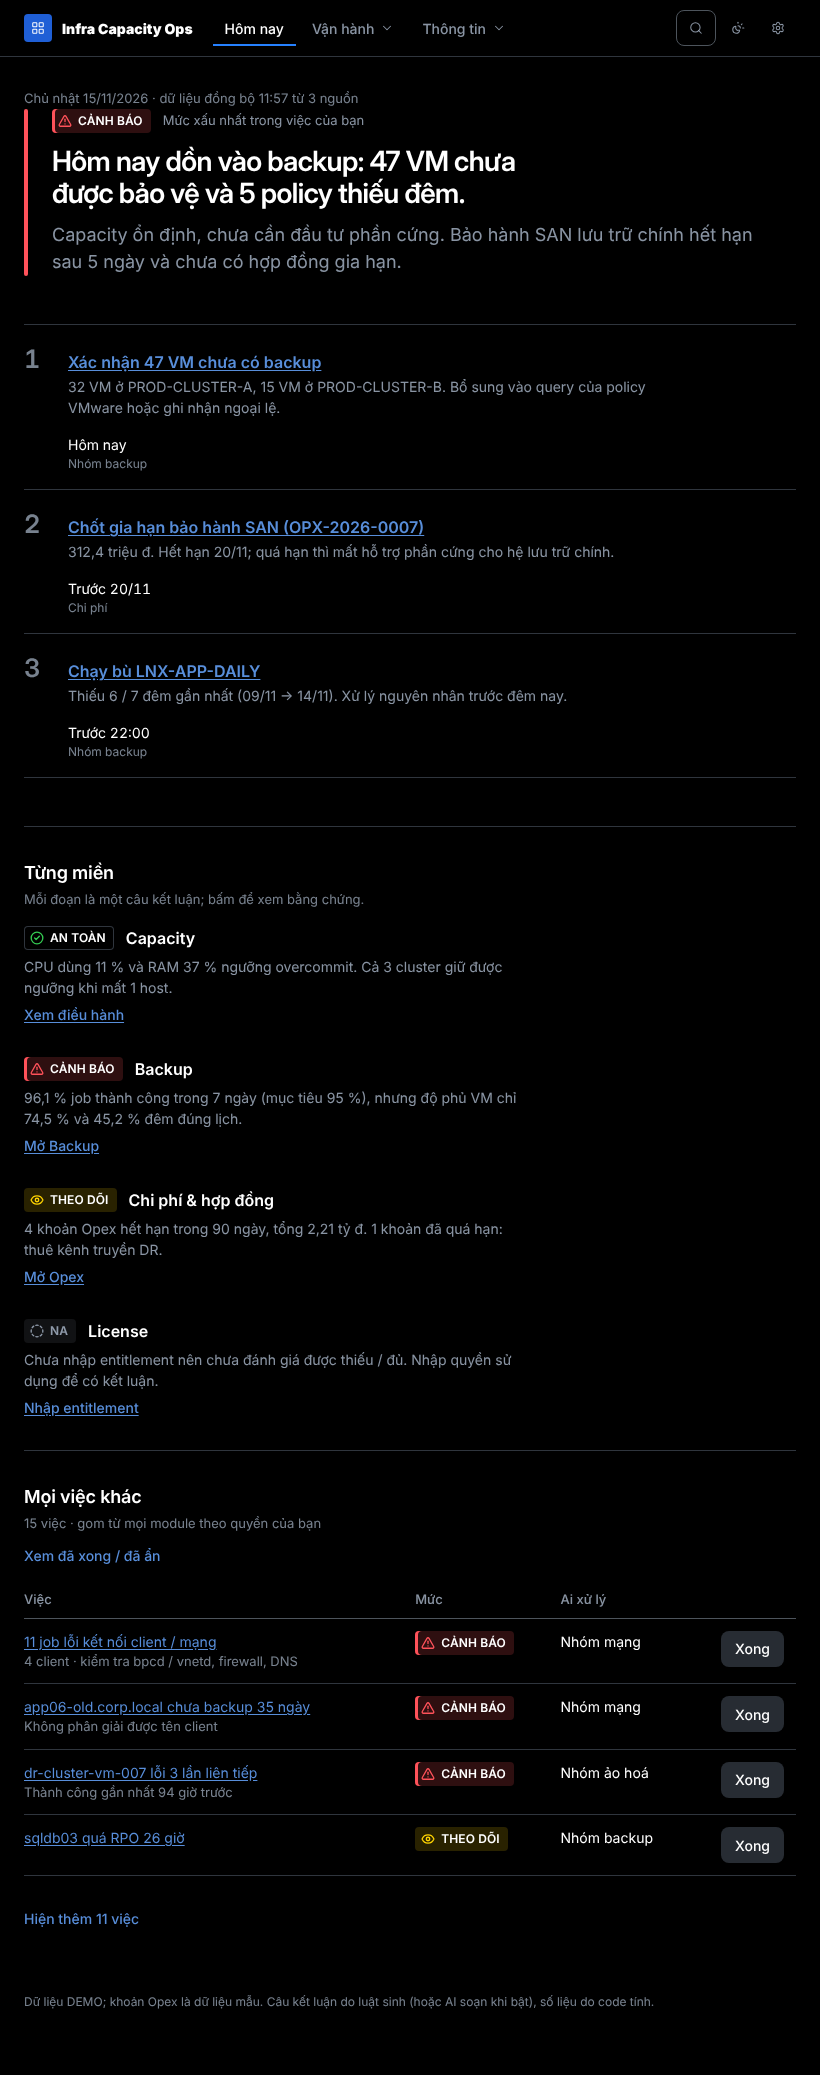 Infra Capacity Ops
Hôm nay
Vận hành
Thông tin
Chủ nhật 15/11/2026 · dữ liệu đồng bộ 11:57 từ 3 nguồn
CẢNH BÁO Mức xấu nhất trong việc của bạn
Hôm nay dồn vào backup: 47 VM chưa
được bảo vệ và 5 policy thiếu đêm.
Capacity ổn định, chưa cần đầu tư phần cứng. Bảo hành SAN lưu trữ chính hết hạn
sau 5 ngày và chưa có hợp đồng gia hạn.
1
Xác nhận 47 VM chưa có backup
32 VM ở PROD-CLUSTER-A, 15 VM ở PROD-CLUSTER-B. Bổ sung vào query của policy
VMware hoặc ghi nhận ngoại lệ.
Hôm nay
Nhóm backup
2
Chốt gia hạn bảo hành SAN (OPX-2026-0007)
312,4 triệu đ. Hết hạn 20/11; quá hạn thì mất hỗ trợ phần cứng cho hệ lưu trữ chính.
Trước 20/11
Chi phí
3
Chạy bù LNX-APP-DAILY
Thiếu 6 / 7 đêm gần nhất (09/11 → 14/11). Xử lý nguyên nhân trước đêm nay.
Trước 22:00
Nhóm backup
Từng miền
Mỗi đoạn là một câu kết luận; bấm để xem bằng chứng.
AN TOÀN Capacity
CPU dùng 11 % và RAM 37 % ngưỡng overcommit. Cả 3 cluster giữ được
ngưỡng khi mất 1 host.
Xem điều hành
CẢNH BÁO Backup
96,1 % job thành công trong 7 ngày (mục tiêu 95 %), nhưng độ phủ VM chỉ
74,5 % và 45,2 % đêm đúng lịch.
Mở Backup
THEO DÕI Chi phí & hợp đồng
4 khoản Opex hết hạn trong 90 ngày, tổng 2,21 tỷ đ. 1 khoản đã quá hạn:
thuê kênh truyền DR.
Mở Opex
NA License
Chưa nhập entitlement nên chưa đánh giá được thiếu / đủ. Nhập quyền sử
dụng để có kết luận.
Nhập entitlement
Mọi việc khác
15 việc · gom từ mọi module theo quyền của bạn
Xem đã xong / đã ẩn
Việc Mức Ai xử lý
11 job lỗi kết nối client / mạng CẢNH BÁO Nhóm mạng Xong
4 client · kiểm tra bpcd / vnetd, firewall, DNS
app06-old.corp.local chưa backup 35 ngày CẢNH BÁO Nhóm mạng Xong
Không phân giải được tên client
dr-cluster-vm-007 lỗi 3 lần liên tiếp CẢNH BÁO Nhóm ảo hoá Xong
Thành công gần nhất 94 giờ trước
sqldb03 quá RPO 26 giờ THEO DÕI Nhóm backup Xong
Hiện thêm 11 việc
Dữ liệu DEMO; khoản Opex là dữ liệu mẫu. Câu kết luận do luật sinh (hoặc AI soạn khi bật), số liệu do code tính.